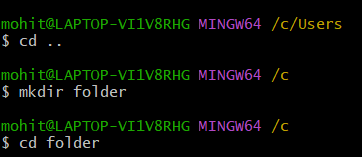 mohit@LAPTOP-VI1V8RHG MINGW64 /c/Users
$ cd ..
mohit@LAPTOP-VI1V8RHG MINGW64 /c
$ mkdir folder
mohit@LAPTOP-VI1V8RHG MINGW64 /c
$ cd folder